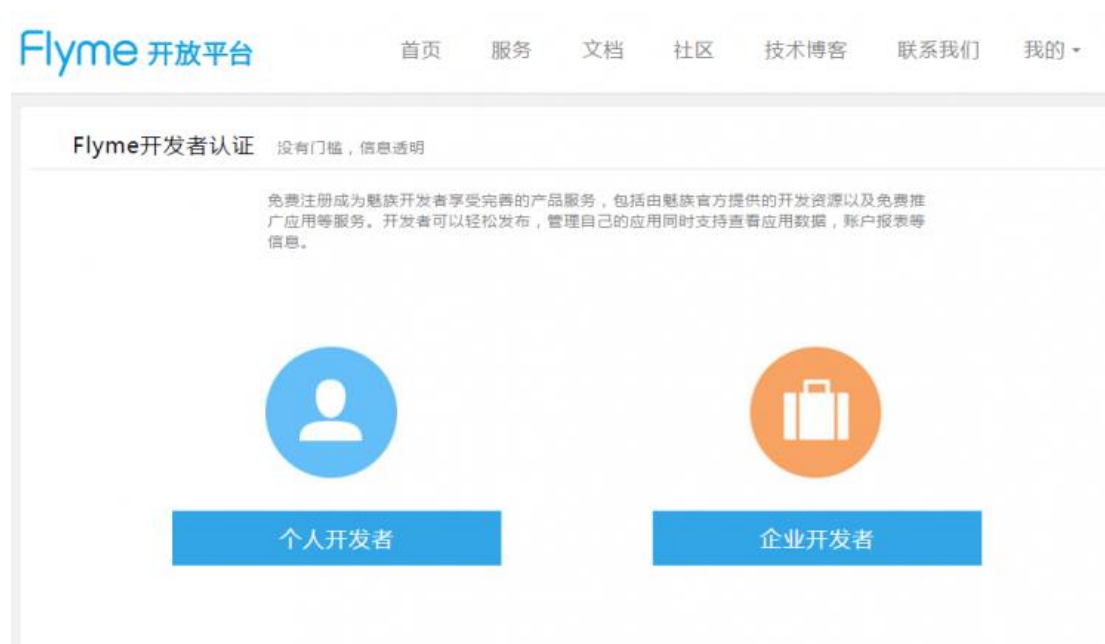 Flyme 开放平台 首页 服务 文档 社区 技术博客 联系我们 我的
Flyme开发者认证 没有门槛，信息透明
免费注册成为魅族开发者享受完善的产品服务，包括由魅族官方提供的开发资源以及免费推
广应用等服务。开发者可以轻松发布，管理自己的应用同时支持查看应用数据，账户报表等
信息。
个人开发者 企业开发者